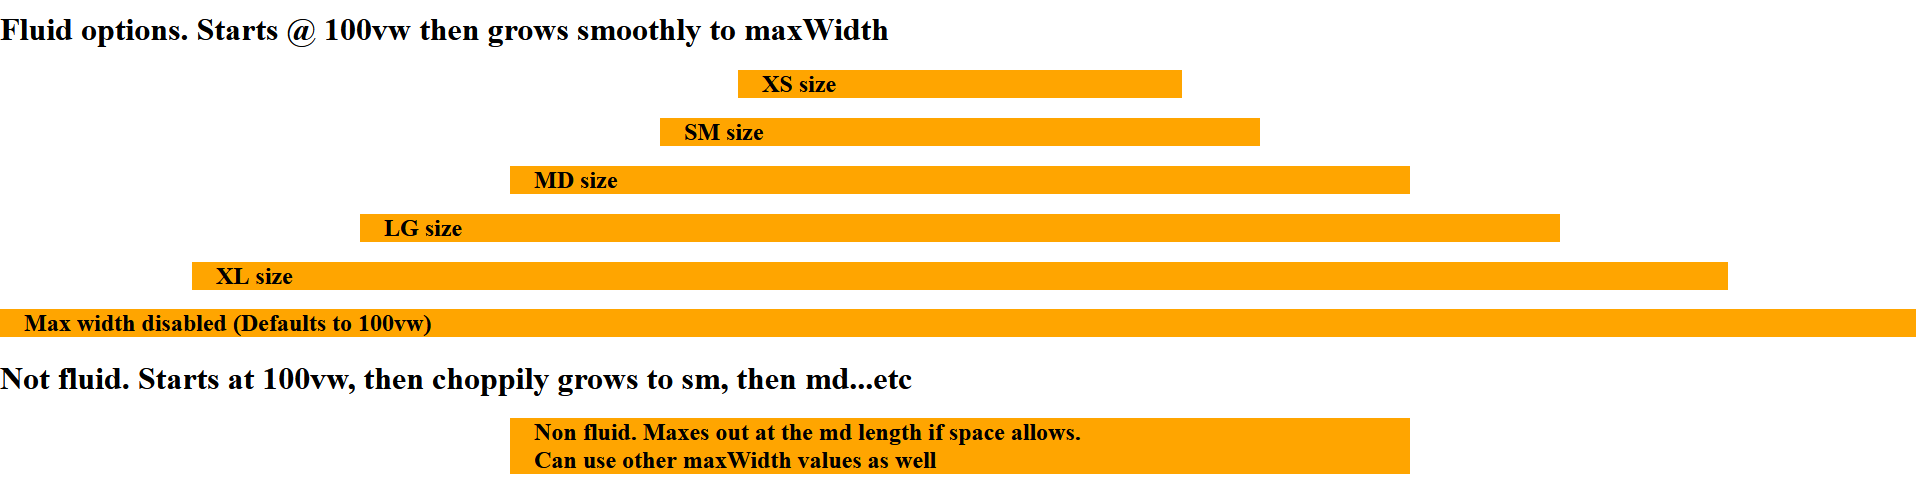 Fluid options. Starts @ 100vw then grows smoothly to maxWidth
XS size
SM size
MD size
LG size
XL size
Max width disabled (Defaults to 100vw)
Not fluid. Starts at 100vw, then choppily grows to sm, then md...etc
Non fluid. Maxes out at the md length if space allows.
Can use other maxWidth values as well